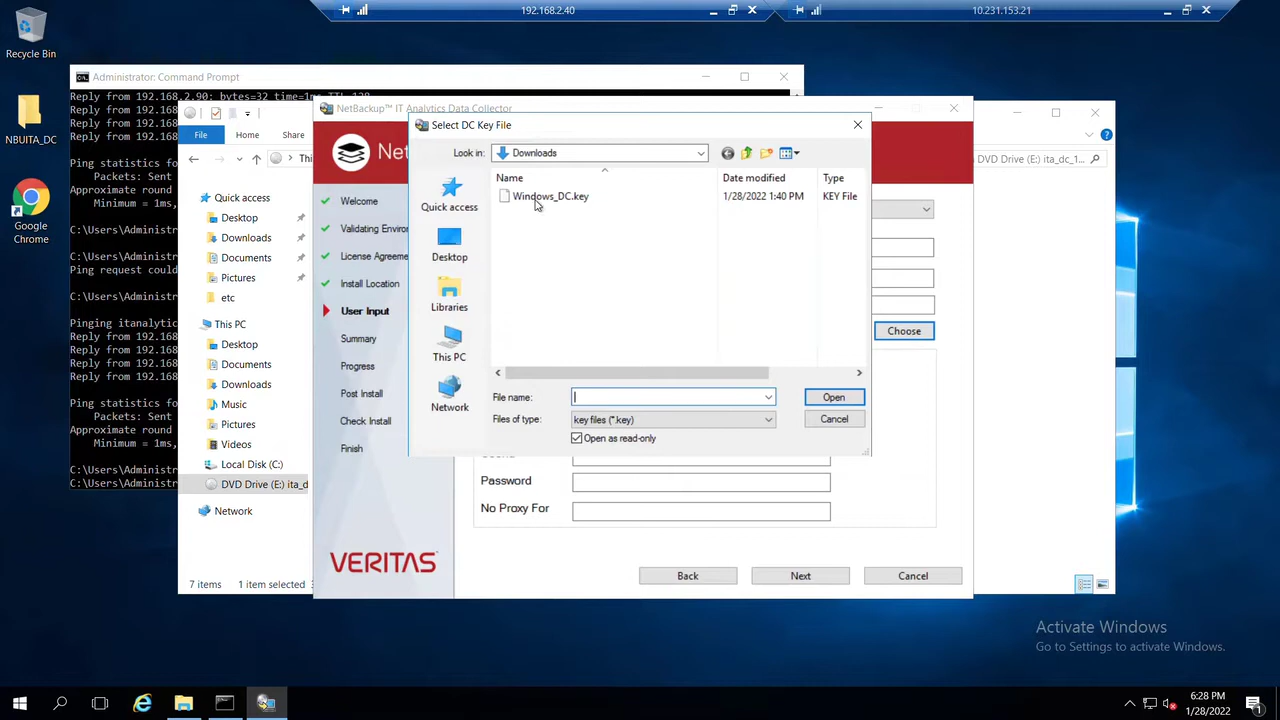 192.168.2.40
10.231.153.21
Recycle Bin
NBUITA_DC
Google
Chrome
Administrator: Command Prompt
Reply from 192.168.2.90: bytes=32 time=1ms TTL=128
Reply from 192.168
Ping statistics fo
Packets: Sent
Approximate round
Minimum = 1ms,
C:\Users\Administr
Ping request could
C:\Users\Administr
Pinging itanalytic
Reply from 192.168
Reply from 192.168
Reply from 192.168
Reply from 192.168
Ping statistics fo
Packets: Sent
Approximate round
Minimum = 1ms,
C:\Users\Administr
C:\Users\Administr
File
Home
Share
Thi
DVD Drive (E:) ita_dc_1...
Quick access
Desktop
Downloads
Documents
Pictures
etc
This PC
Desktop
Documents
Downloads
Music
Pictures
Videos
Local Disk (C:)
DVD Drive (E:) ita_d
Network
7 items
1 item selected
NetBackup™ IT Analytics Data Collector
Net
Welcome
Validating Enviro
License Agreeme
Install Location
User Input
Summary
Progress
Post Install
Check Install
Finish
VERITAS
Choose
Password
No Proxy For
Back
Next
Cancel
Select DC Key File
Look in:
Downloads
Quick access
Desktop
Libraries
This PC
Network
Name
Date modified
Type
Windows_DC.key
1/28/2022 1:40 PM
KEY File
File name:
Open
Files of type:
key files (*.key)
Cancel
Open as read-only
Activate Windows
Go to Settings to activate Windows.
6:28 PM
1/28/2022
1